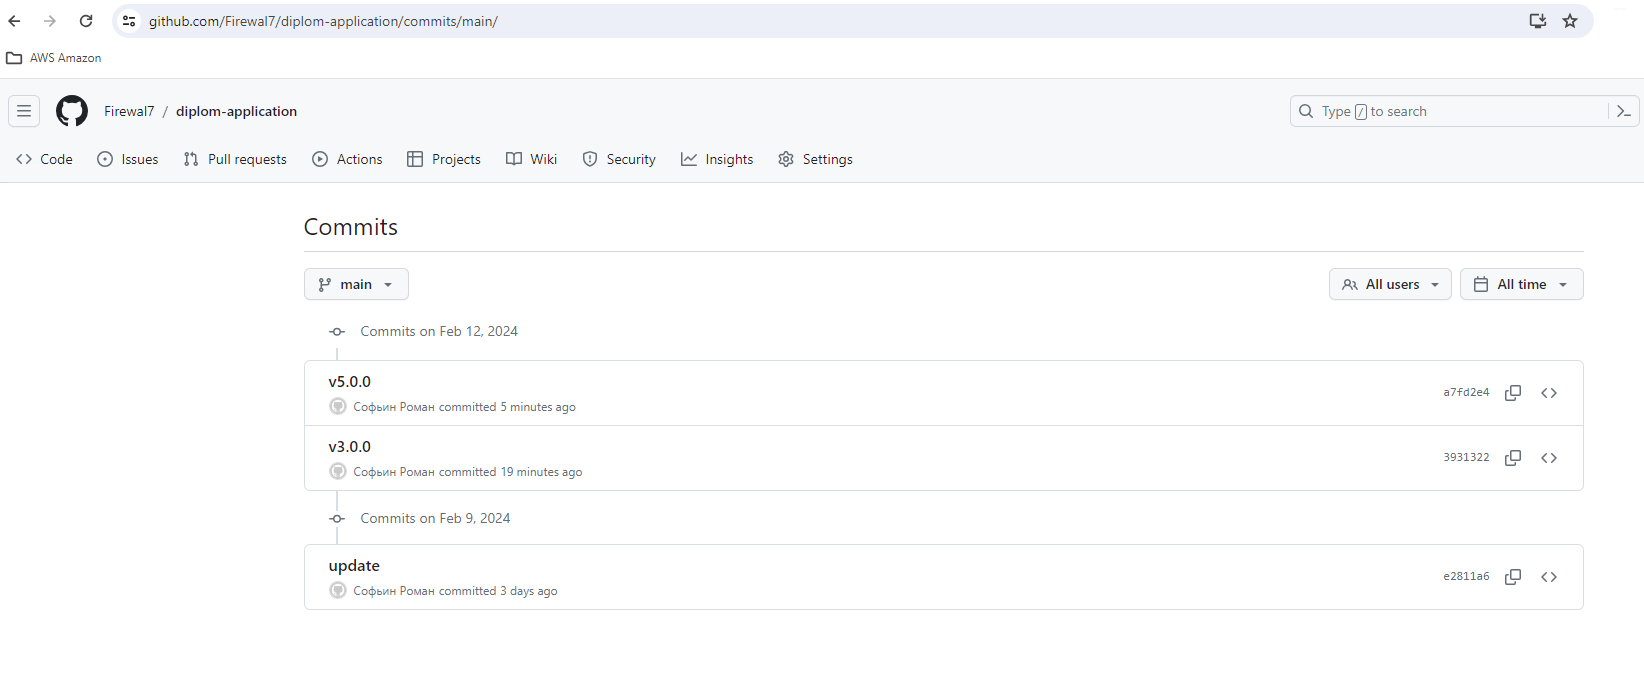 github.com/Firewal7/diplom-application/commits/main/
AWS Amazon
Firewal7 / diplom-application
Type / to search
Code Issues Pull requests Actions Projects Wiki Security Insights Settings
Commits
main All users All time
Commits on Feb 12, 2024
v5.0.0
Софьин Роман committed 5 minutes ago
a7fd2e4
v3.0.0
Софьин Роман committed 19 minutes ago
3931322
Commits on Feb 9, 2024
update
Софьин Роман committed 3 days ago
e2811a6